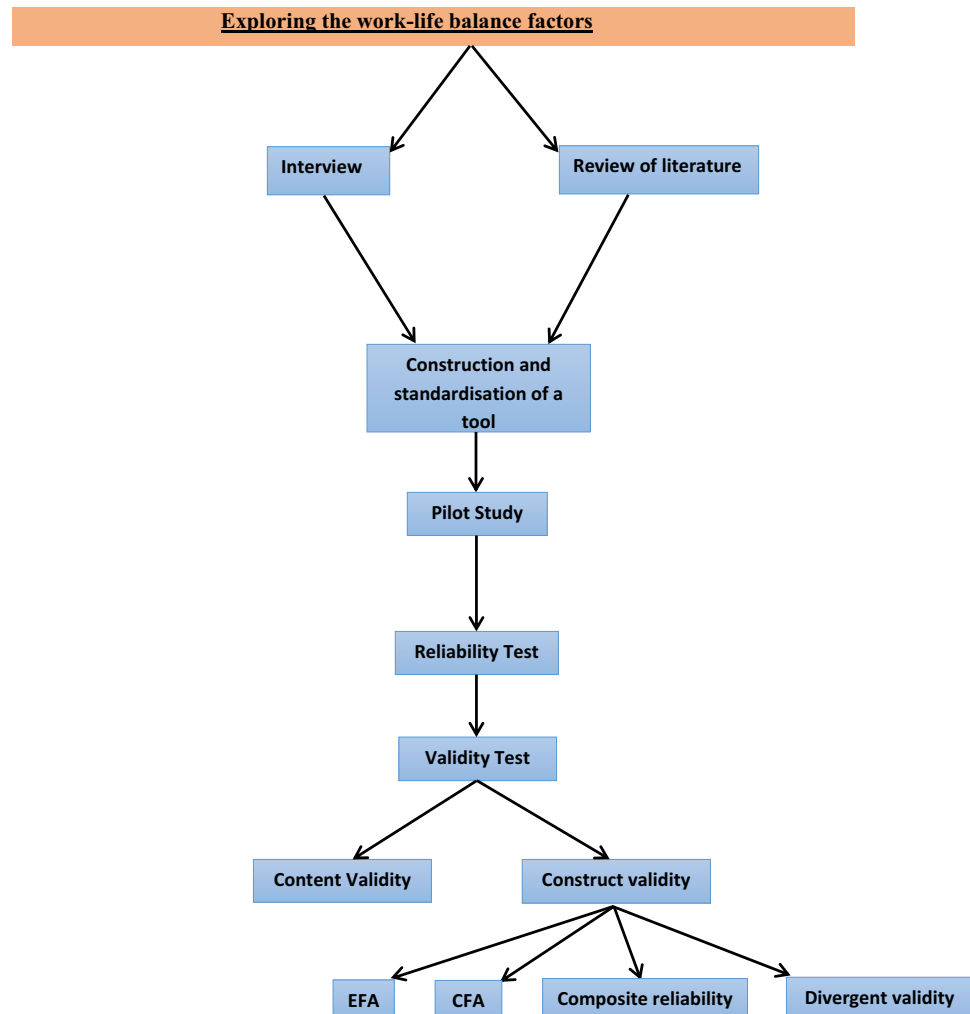 Exploring the work-life balance factors
Interview
Review of literature
Construction and
standardisation of a
tool
Pilot Study
Reliability Test
Validity Test
Content Validity
Construct validity
EFA
CFA
Composite reliability
Divergent validity